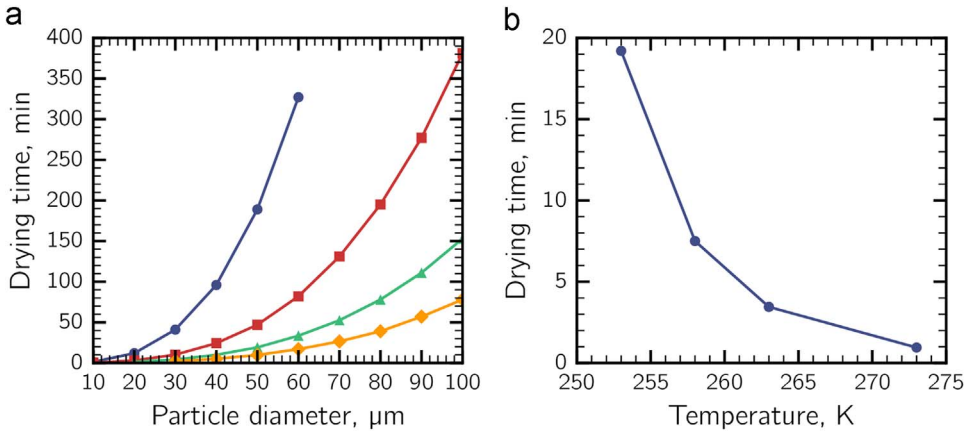 a
400
350
300
250
200
150
100
50
0
Drying time, min
10 20 30 40 50 60 70 80 90 100
Particle diameter, µm
b
20
15
10
5
0
Drying time, min
250 255 260 265 270 275
Temperature, K